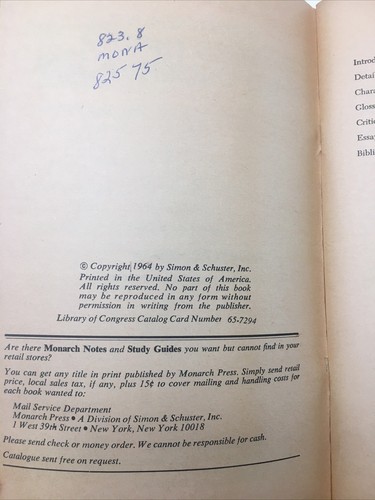 823.8
MONA
825 75
© Copyright 1964 by Simon & Schuster, Inc.
Printed in the United States of America.
All rights reserved. No part of this book
may be reproduced in any form without
permission in writing from the publisher.
Library of Congress Catalog Card Number 65-7294
Are there Monarch Notes and Study Guides you want but cannot find in your
retail stores?
You can get any title in print published by Monarch Press. Simply send retail
price, local sales tax, if any, plus 15¢ to cover mailing and handling costs for
each book wanted to:
Mail Service Department
Monarch Press • A Division of Simon & Schuster, Inc.
1 West 39th Street • New York, New York 10018
Please send check or money order. We cannot be responsible for cash.
Catalogue sent free on request.
Introd
Detai
Chara
Gloss
Critic
Essay
Bibli